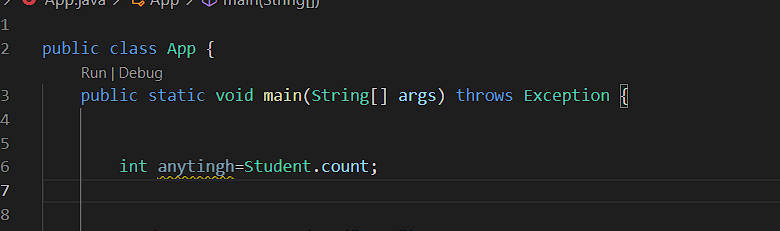 App.java > App > main(String[])
1
2 public class App {
Run | Debug
3 public static void main(String[] args) throws Exception {
4
5
6 int anytingh=Student.count;
7
8